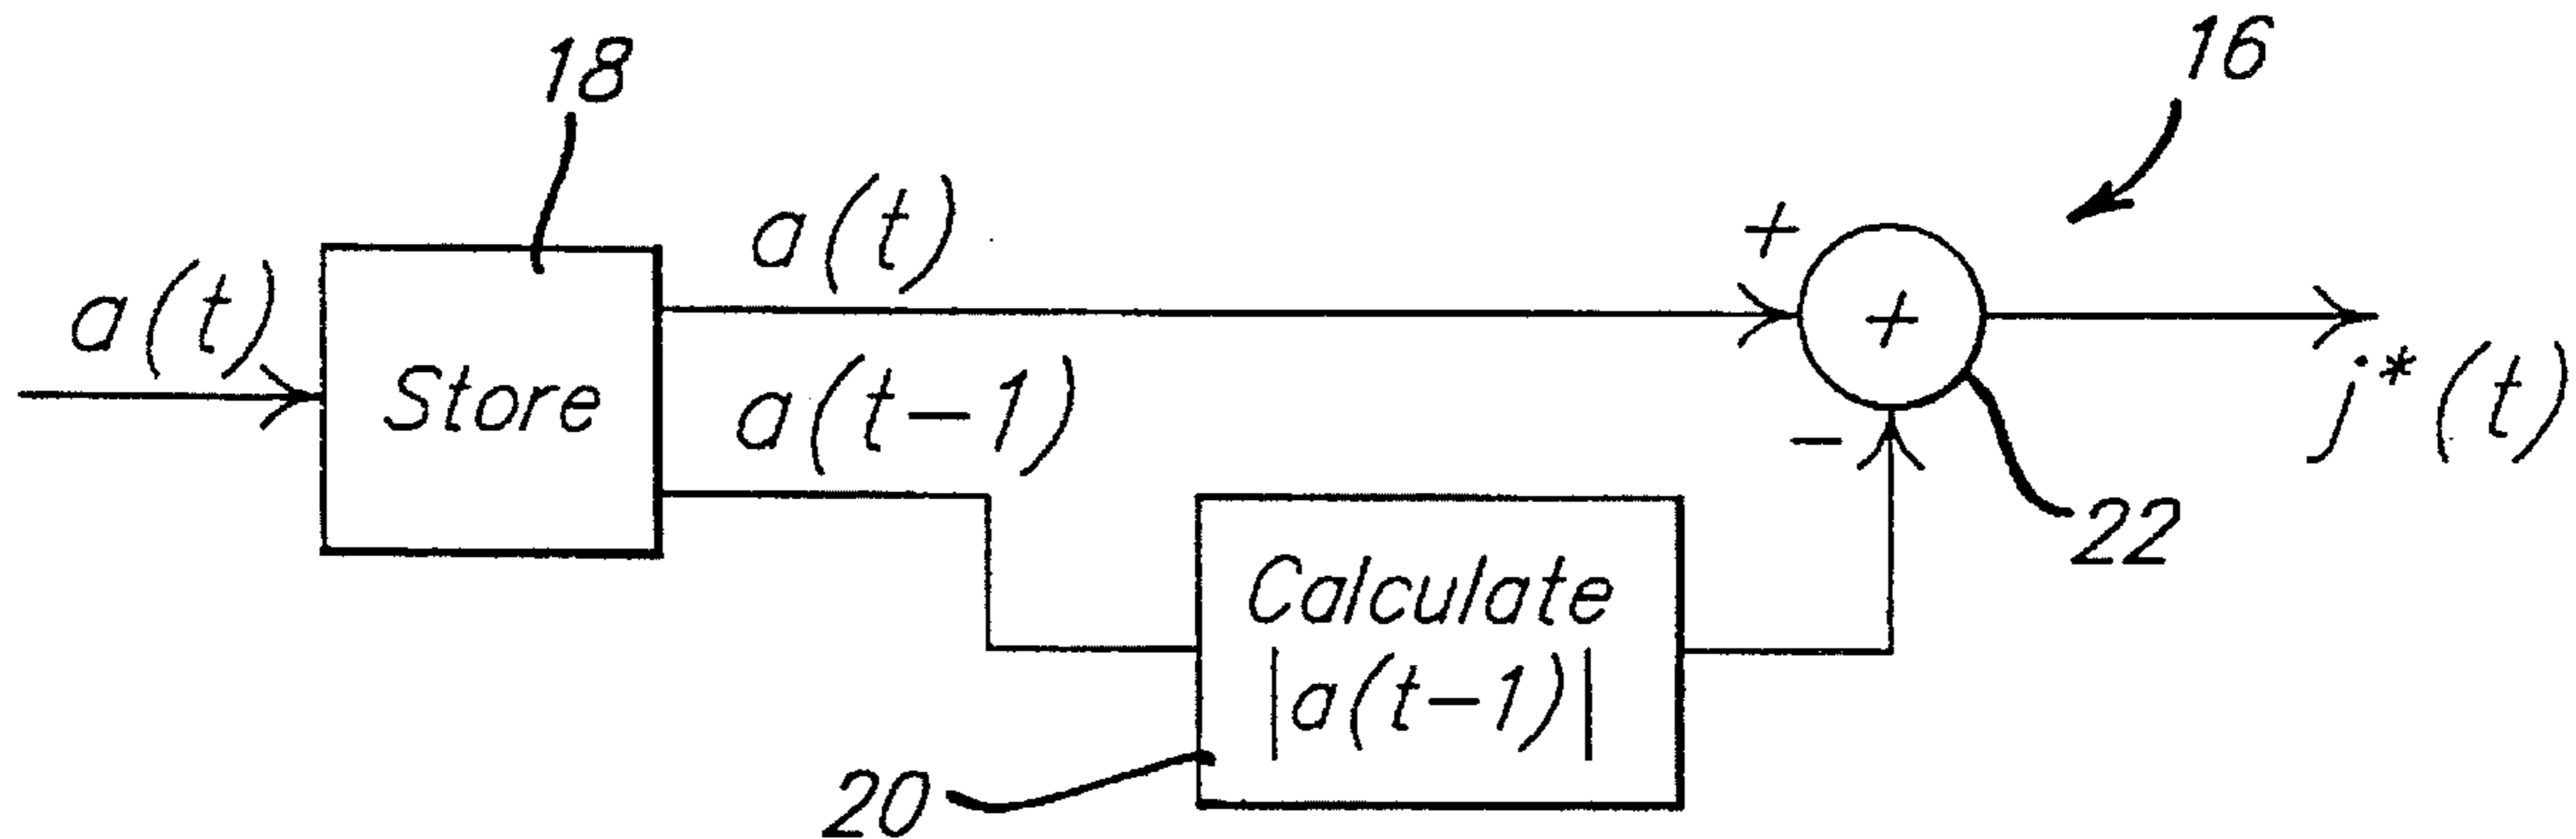 18
16
a(t)
a(t)
+
+
Store
a(t-1)
-
j*(t)
22
Calculate
|a(t-1)|
20